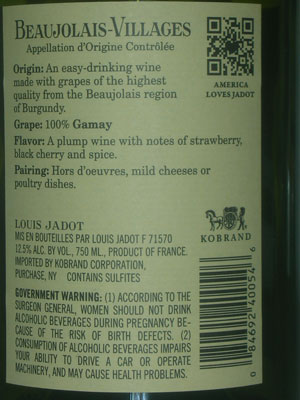 BEAUJOLAIS-VILLAGES
Appellation d'Origine Contrôlée
Origin: An easy-drinking wine
made with grapes of the highest
quality from the Beaujolais region
of Burgundy.
AMERICA
LOVES JADOT
Grape: 100% Gamay
Flavor: A plump wine with notes of strawberry,
black cherry and spice.
Pairing: Hors d'oeuvres, mild cheeses or
poultry dishes.
LOUIS JADOT
MIS EN BOUTEILLES PAR LOUIS JADOT F 71570
12.5% ALC. BY VOL., 750 ML., PRODUCT OF FRANCE.
IMPORTED BY KOBRAND CORPORATION,
PURCHASE, NY CONTAINS SULFITES
KOBRAND
GOVERNMENT WARNING: (1) ACCORDING TO THE
SURGEON GENERAL, WOMEN SHOULD NOT DRINK
ALCOHOLIC BEVERAGES DURING PREGNANCY BE-
CAUSE OF THE RISK OF BIRTH DEFECTS. (2)
CONSUMPTION OF ALCOHOLIC BEVERAGES IMPAIRS
YOUR ABILITY TO DRIVE A CAR OR OPERATE
MACHINERY, AND MAY CAUSE HEALTH PROBLEMS.
0 84692 40054 6